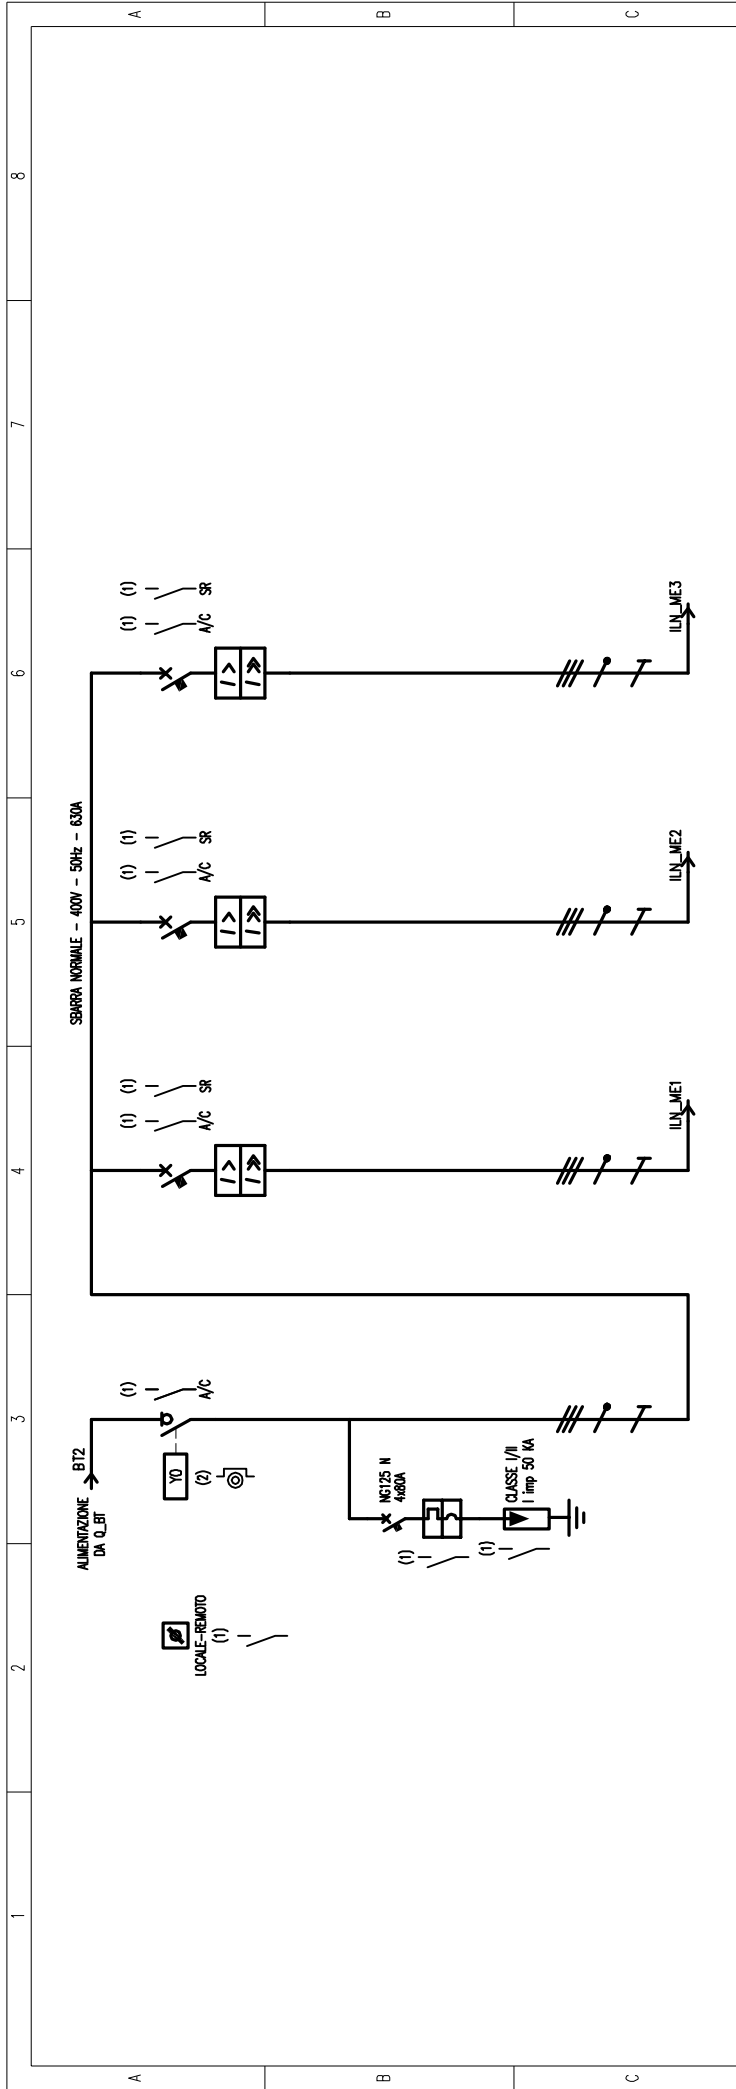 A
B
C
1
2
3
4
5
6
7
8
ALIMENTAZIONE
DA Q_BT
BT2
(1)
A/C
YO
(2)
LOCALE-REMOTO
(1)
NG125 N
4x80A
(1)
CLASSE I/II
I imp 50 KA
(1)
SBARRA NORMALE - 400V - 50Hz - 630A
(1)
A/C
(1)
SR
I >
I >>
ILN_ME1
(1)
A/C
(1)
SR
I >
I >>
ILN_ME2
(1)
A/C
(1)
SR
I >
I >>
ILN_ME3
A
B
C